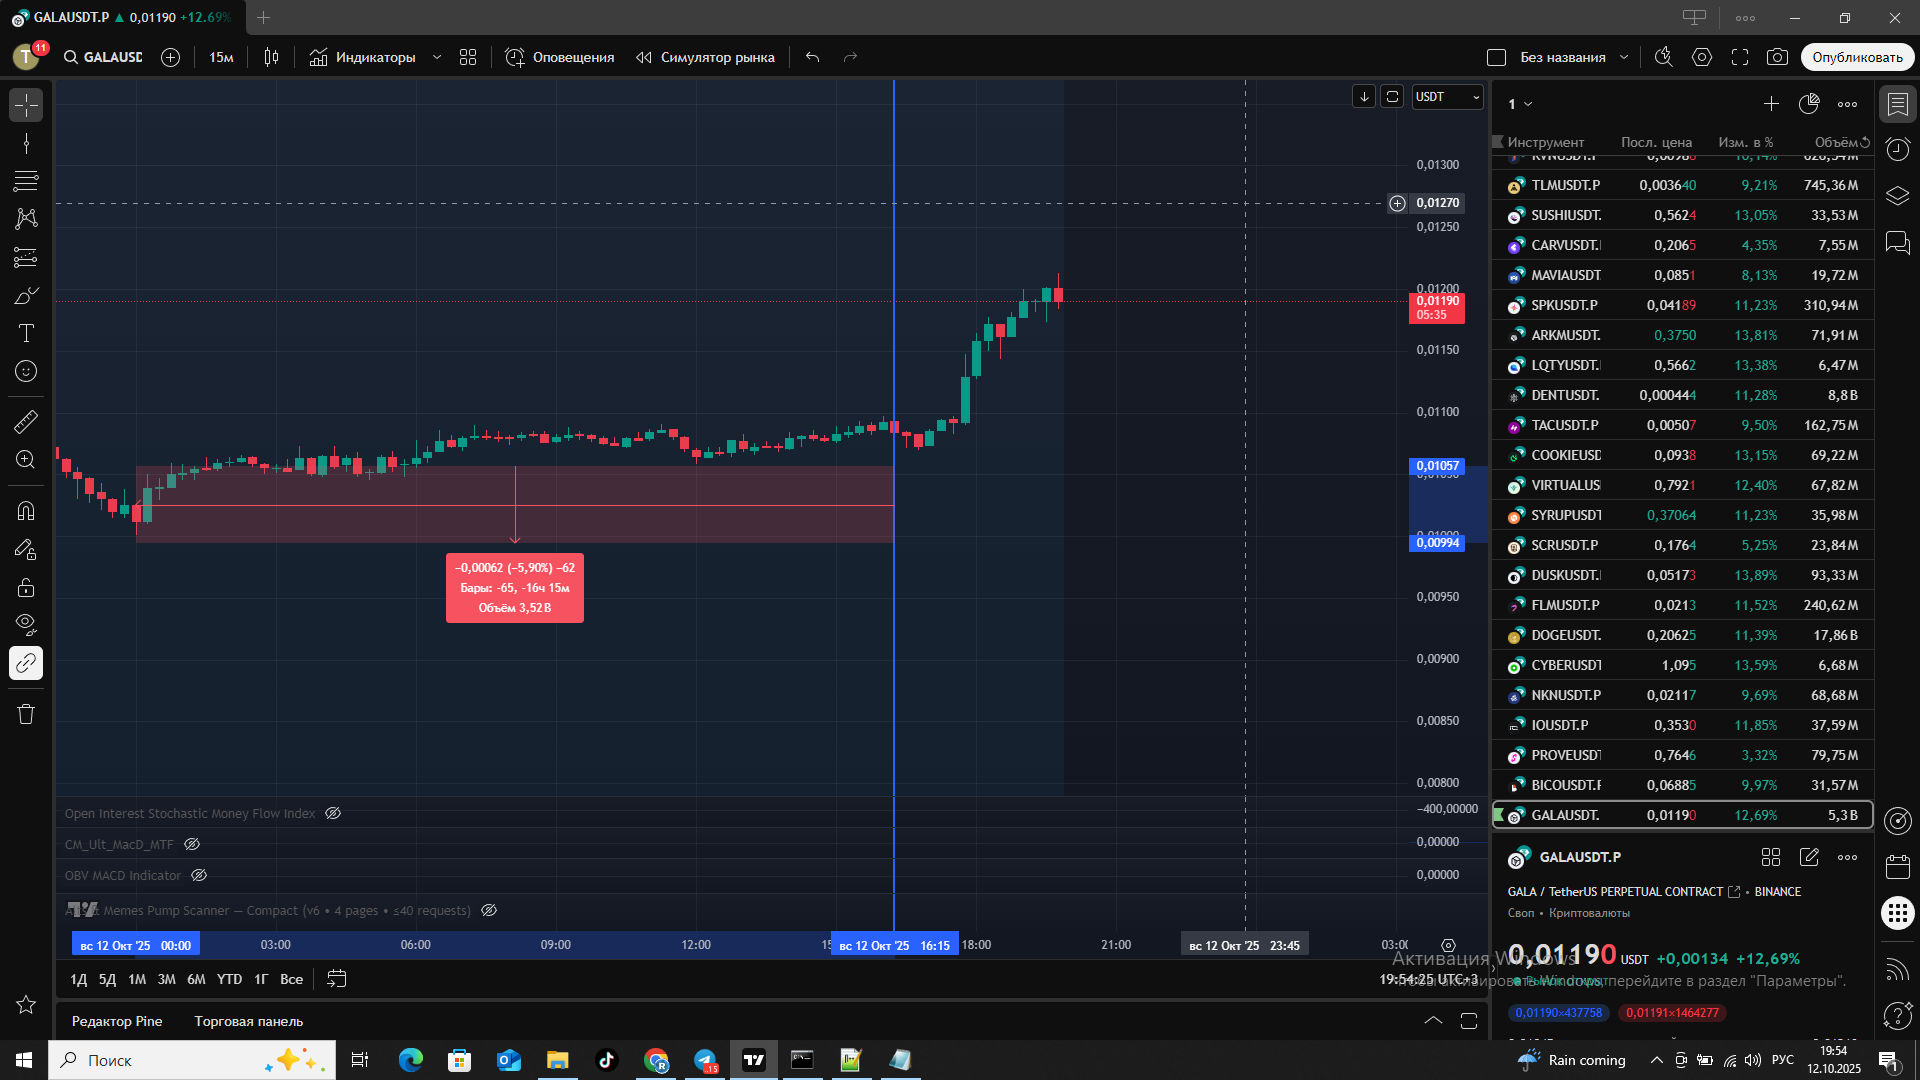 GALAUSDT.P ▲ 0,01190 +12.69%
T
11
GALAUSD
15м
Индикаторы
Оповещения
Симулятор рынка
Без названия
Опубликовать
USDT
0,01300
0,01270
0,01250
0,01200
0,01190
05:35
0,01150
0,01100
0,01057
0,00994
0,00950
0,00900
0,00850
0,00800
−0,00062 (−5,90%) −62
Бары: -65, -16ч 15м
Объём 3,52 B
Open Interest Stochastic Money Flow Index
−400,00000
CM_Ult_MacD_MTF
0,00000
OBV MACD Indicator
0,00000
Memes Pump Scanner — Compact (v6 • 4 pages • ≤40 requests)
вс 12 Окт '25 00:00
03:00
06:00
09:00
12:00
вс 12 Окт '25 16:15
18:00
21:00
вс 12 Окт '25 23:45
1Д
5Д
1М
3М
6М
YTD
1Г
Все
19:54:25 UTC+3
Редактор Pine
Торговая панель
1
Инструмент Посл. цена Изм. в % Объём
TLMUSDT.P 0,003640 9,21% 745,36 M
SUSHIUSDT. 0,5624 13,05% 33,53 M
CARVUSDT. 0,2065 4,35% 7,55 M
MAVIAUSDT 0,0851 8,13% 19,72 M
SPKUSDT.P 0,04189 11,23% 310,94 M
ARKMUSDT. 0,3750 13,81% 71,91 M
LQTYUSDT. 0,5662 13,38% 6,47 M
DENTUSDT. 0,000444 11,28% 8,8 B
TACUSDT.P 0,00507 9,50% 162,75 M
COOKIEUSD 0,0938 13,15% 69,22 M
VIRTUALUS 0,7921 12,40% 67,82 M
SYRUPUSDT 0,37064 11,23% 35,98 M
SCRUSDT.P 0,1764 5,25% 23,84 M
DUSKUSDT. 0,05173 13,89% 93,33 M
FLMUSDT.P 0,0213 11,52% 240,62 M
DOGEUSDT. 0,20625 11,39% 17,86 B
CYBERUSDT 1,095 13,59% 6,68 M
NKNUSDT.P 0,02117 9,69% 68,68 M
IOUSDT.P 0,3530 11,85% 37,59 M
PROVEUSDT 0,7646 3,32% 79,75 M
BICOUSDT.F 0,06885 9,97% 31,57 M
GALAUSDT. 0,01190 12,69% 5,3 B
GALAUSDT.P
GALA / TetherUS PERPETUAL CONTRACT • BINANCE
Своп • Криптовалюты
0,01190 USDT +0,00134 +12,69%
Активация Windows
Чтобы активировать Windows, перейдите в раздел "Параметры".
0,01190×437758
0,01191×1464277
Поиск
15
Rain coming
РУС
19:54
12.10.2025
1